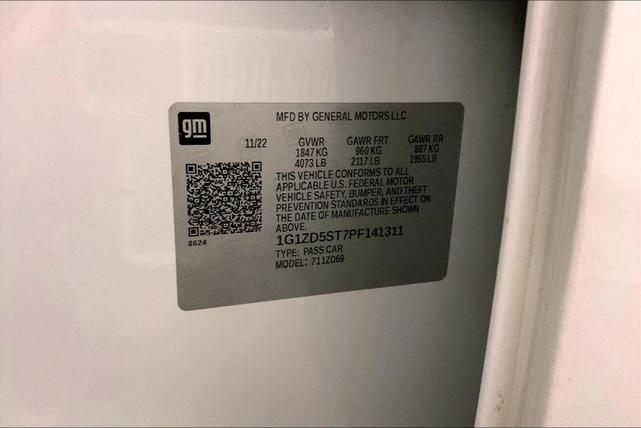 gm
MFD BY GENERAL MOTORS LLC
11/22 GVWR GAWR FRT GAWR RR
1847 KG 960 KG 887 KG
4073 LB 2117 LB 1955 LB
THIS VEHICLE CONFORMS TO ALL
APPLICABLE U.S. FEDERAL MOTOR
VEHICLE SAFETY, BUMPER, AND THEFT
PREVENTION STANDARDS IN EFFECT ON
THE DATE OF MANUFACTURE SHOWN
ABOVE.
8624
1G1ZD5ST7PF141311
TYPE: PASS CAR
MODEL: 711ZD69